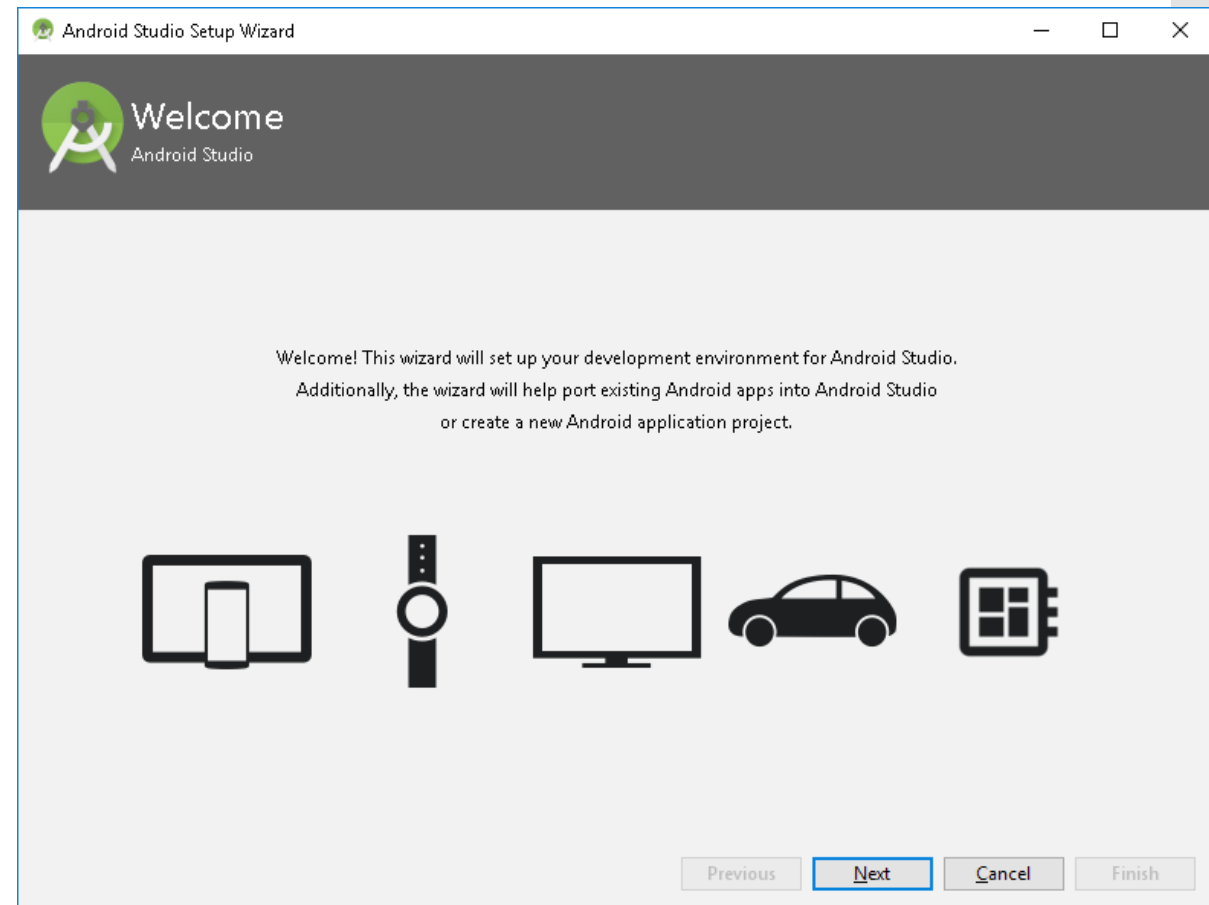 Android Studio Setup Wizard
Welcome
Android Studio
Welcome! This wizard will set up your development environment for Android Studio.
Additionally, the wizard will help port existing Android apps into Android Studio
or create a new Android application project.
Previous Next Cancel Finish